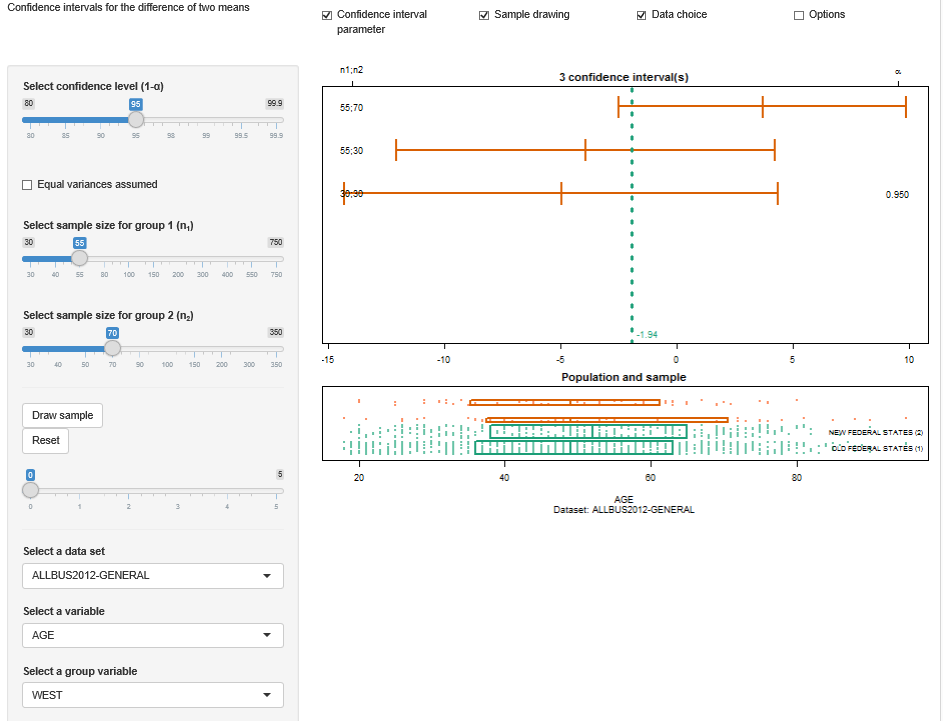 Confidence intervals for the difference of two means
Confidence interval parameter
Sample drawing
Data choice
Options
Select confidence level (1-α)
80 95 99.9
80 85 90 95 98 99 99.5 99.9
Equal variances assumed
Select sample size for group 1 (n₁)
30 55 750
30 40 55 80 100 150 200 300 400 550 750
Select sample size for group 2 (n₂)
30 70 350
30 40 50 70 90 100 150 200 300 350
Draw sample
Reset
0 5
0 1 2 3 4 5
Select a data set
ALLBUS2012-GENERAL
Select a variable
AGE
Select a group variable
WEST
n1;n2
3 confidence interval(s)
α
55;70
55;30
30;30
0.950
-1.94
-15 -10 -5 0 5 10
Population and sample
NEW FEDERAL STATES (2)
OLD FEDERAL STATES (1)
20 40 60 80
AGE
Dataset: ALLBUS2012-GENERAL